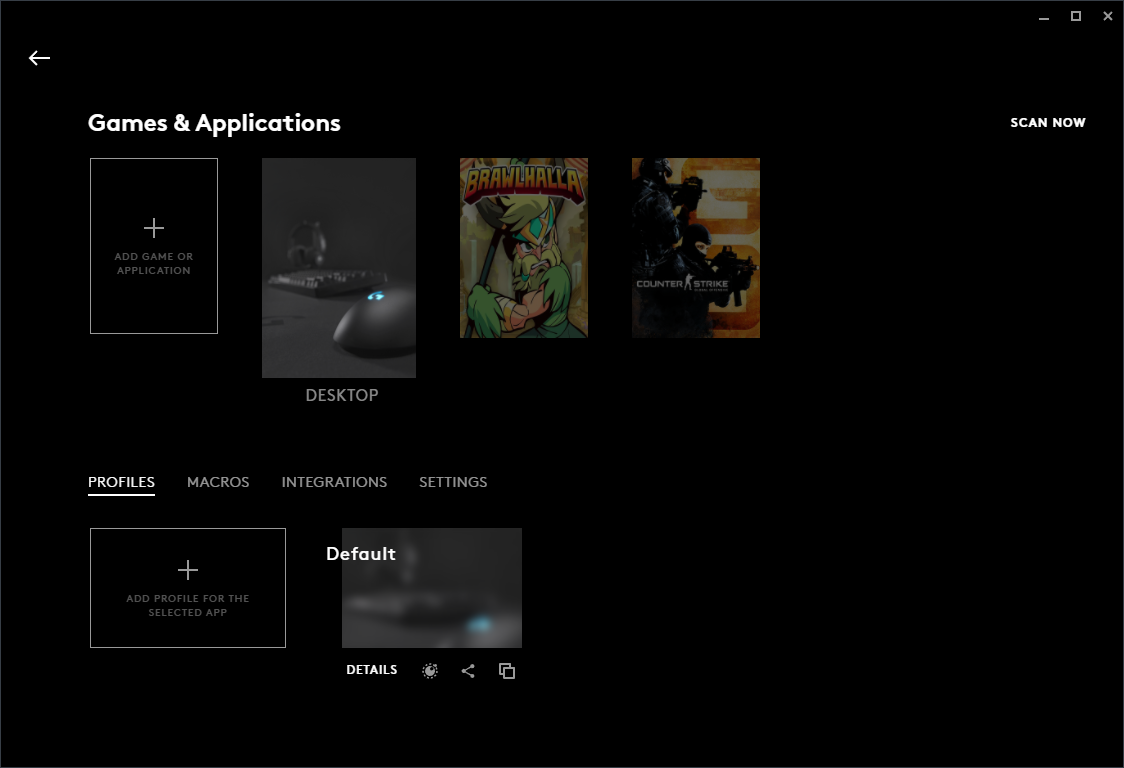 Games & Applications
SCAN NOW
ADD GAME OR
APPLICATION
BRAWLHALLA
COUNTER STRIKE
DESKTOP
PROFILES
MACROS
INTEGRATIONS
SETTINGS
ADD PROFILE FOR THE
SELECTED APP
Default
DETAILS